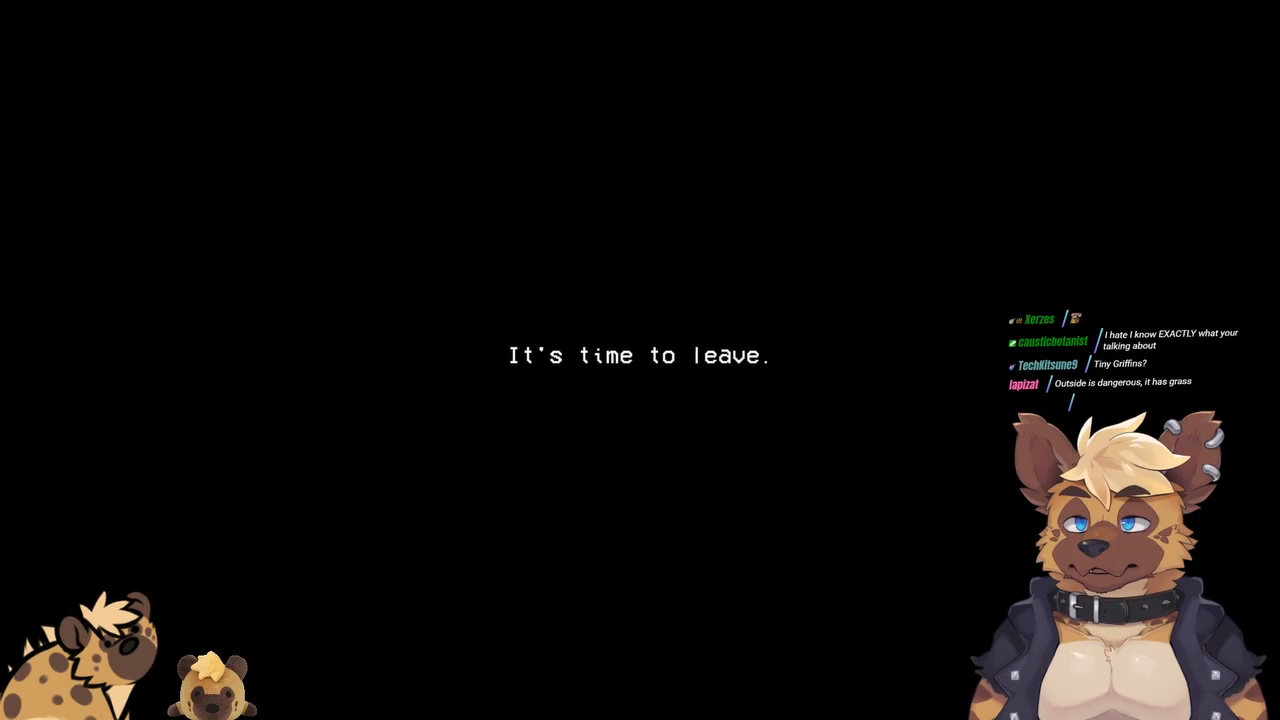 It's time to leave.
Xerzes
causticbotanist I hate I know EXACTLY what your
talking about
TechKitsune9 Tiny Griffins?
lapizat Outside is dangerous, it has grass